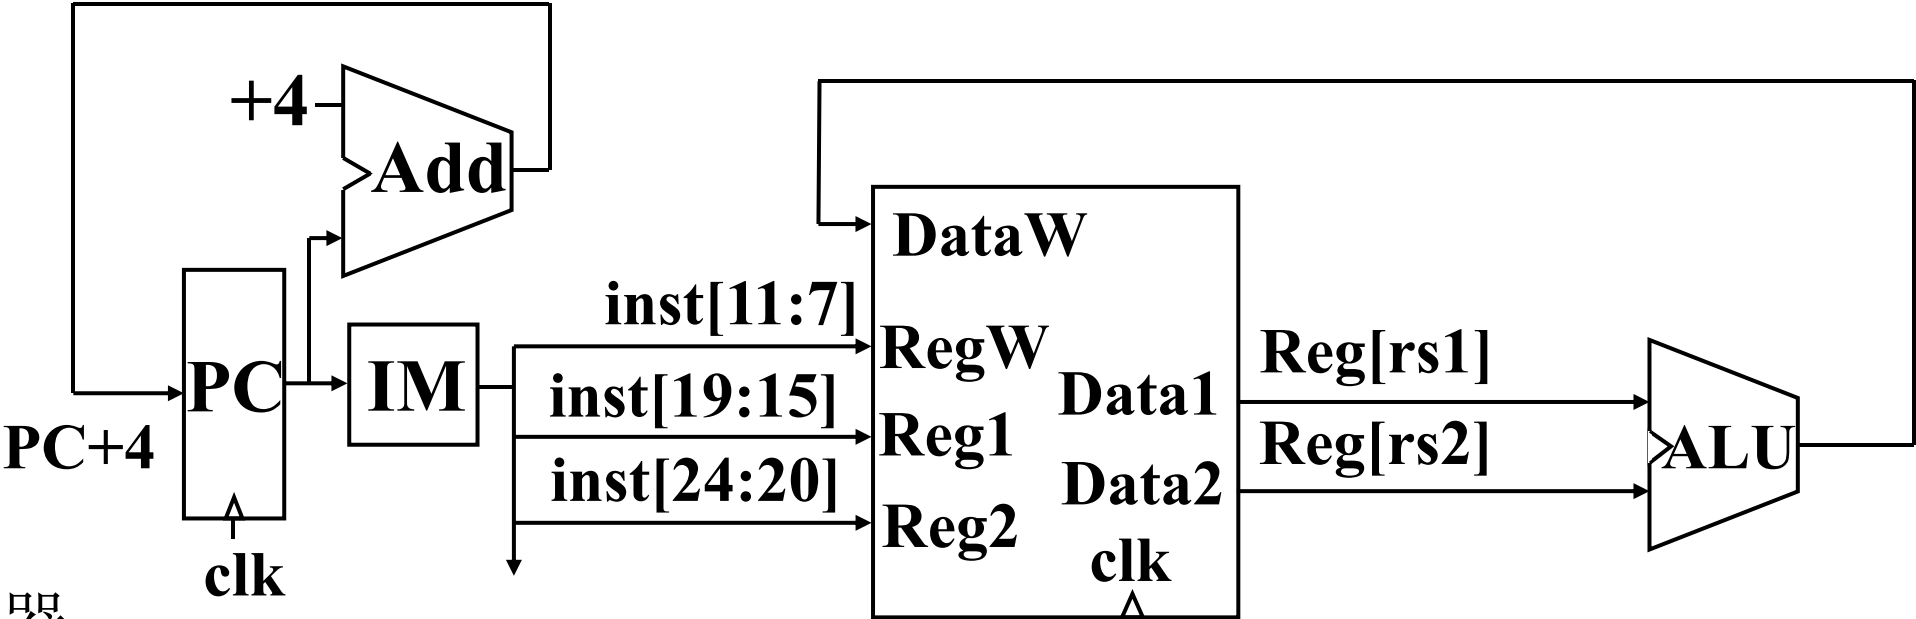 +4
Add
DataW
inst[11:7]
RegW
Reg[rs1]
PC
IM
inst[19:15]
Data1
Reg1
Reg[rs2]
ALU
PC+4
inst[24:20]
Data2
Reg2
clk
clk